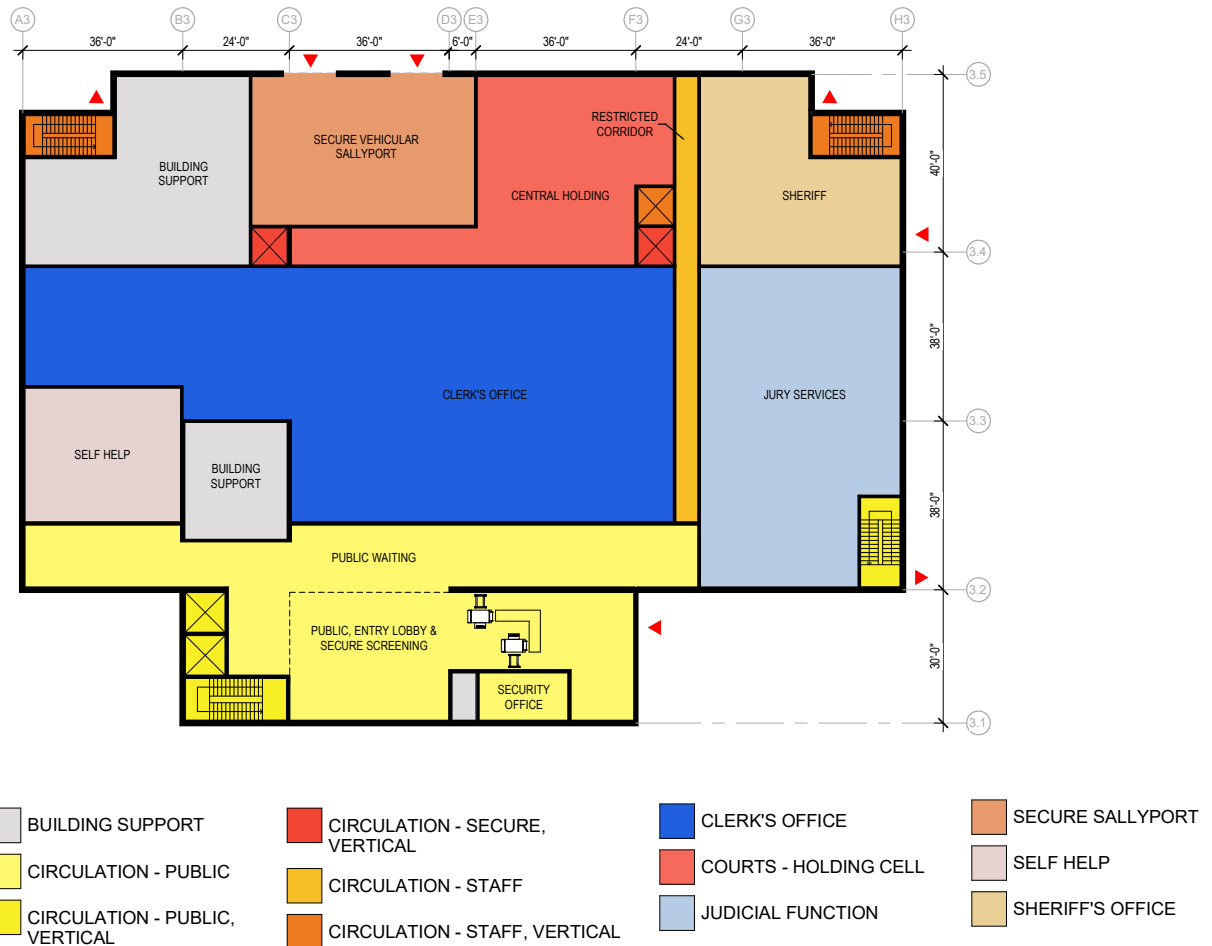 A3 B3 C3 D3 E3 F3 G3 H3
36'-0" 24'-0" 36'-0" 6'-0" 36'-0" 24'-0" 36'-0"
3.5
RESTRICTED
CORRIDOR
SECURE VEHICULAR
SALLYPORT
BUILDING
SUPPORT
40'-0"
CENTRAL HOLDING
SHERIFF
3.4
38'-0"
CLERK'S OFFICE
JURY SERVICES
3.3
SELF HELP
BUILDING
SUPPORT
38'-0"
PUBLIC WAITING
3.2
PUBLIC, ENTRY LOBBY &
SECURE SCREENING
30'-0"
SECURITY
OFFICE
3.1
BUILDING SUPPORT
CIRCULATION - PUBLIC
CIRCULATION - PUBLIC,
VERTICAL
CIRCULATION - SECURE,
VERTICAL
CIRCULATION - STAFF
CIRCULATION - STAFF, VERTICAL
CLERK'S OFFICE
COURTS - HOLDING CELL
JUDICIAL FUNCTION
SECURE SALLYPORT
SELF HELP
SHERIFF'S OFFICE